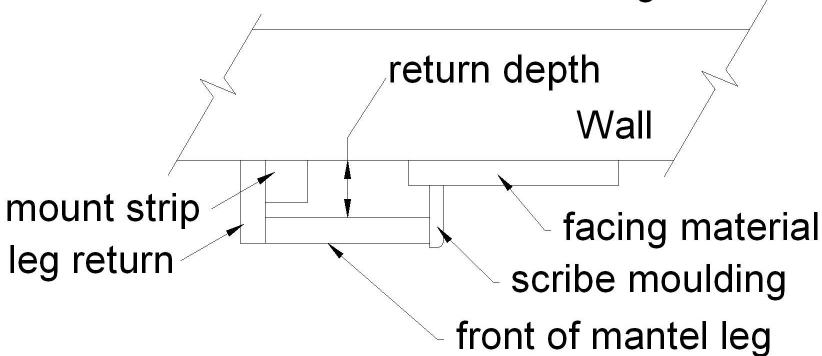 return depth
Wall
mount strip
facing material
leg return
scribe moulding
front of mantel leg